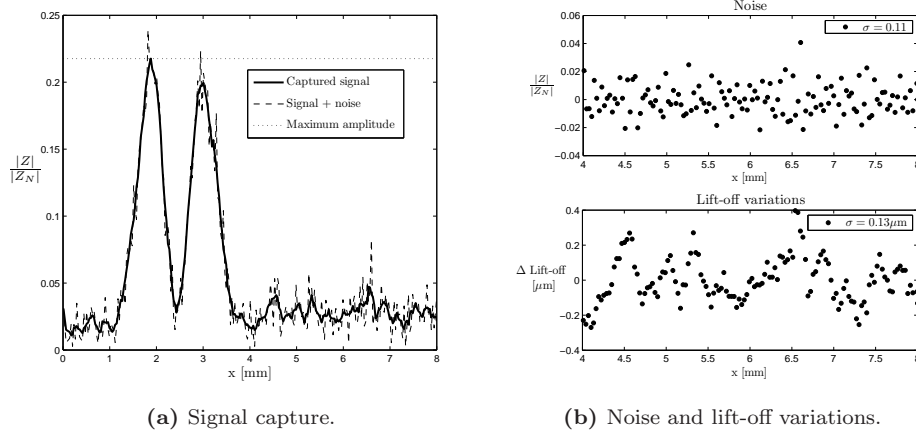 0.25
0.2
0.15
0.1
0.05
0
|Z|
|Z_N|
Captured signal
Signal + noise
Maximum amplitude
0 1 2 3 4 5 6 7 8
x [mm]
(a) Signal capture.
Noise
0.06
0.04
0.02
0
−0.02
−0.04
|Z|
|Z_N|
σ = 0.11
4 4.5 5 5.5 6 6.5 7 7.5 8
x [mm]
Lift-off variations
0.4
0.2
0
−0.2
−0.4
Δ Lift-off
[μm]
σ = 0.13μm
4 4.5 5 5.5 6 6.5 7 7.5 8
x [mm]
(b) Noise and lift-off variations.